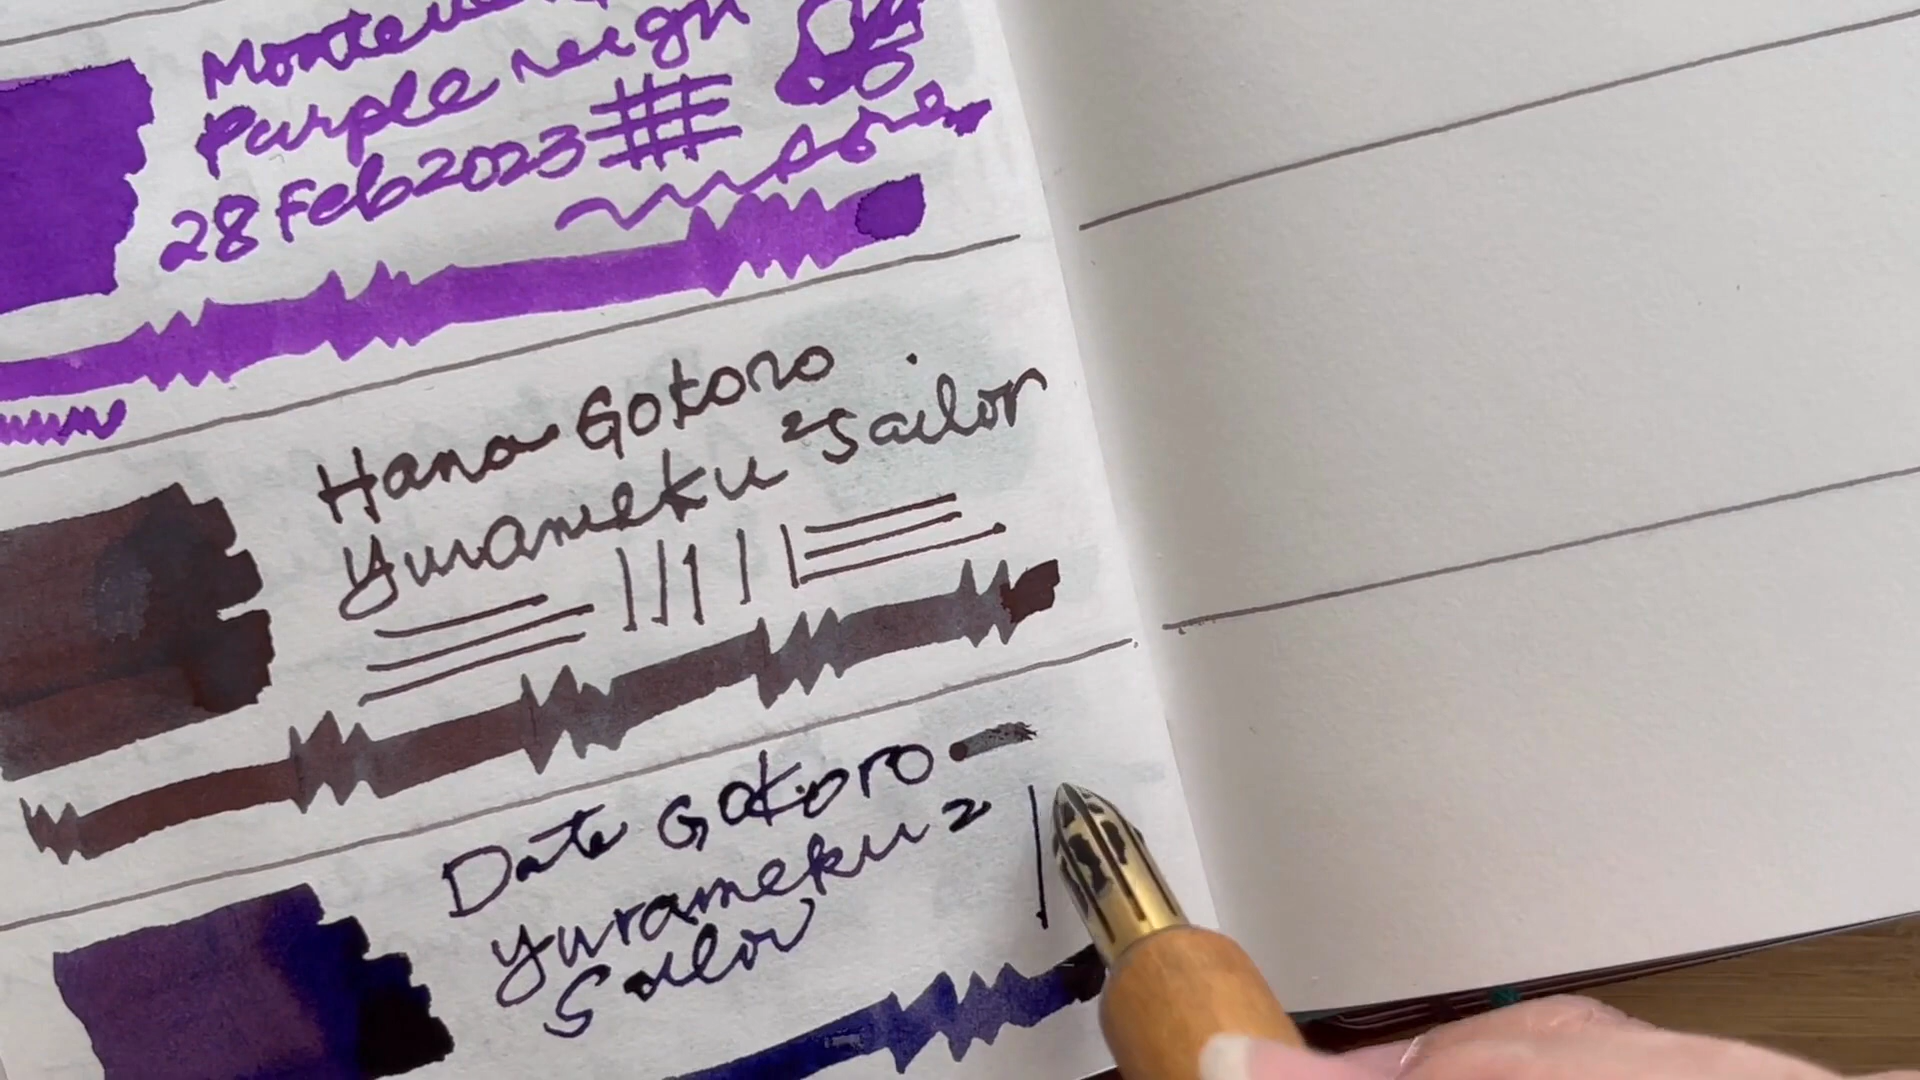 Purple reign
28 Feb 2023
Hana Gokoro
yurameku 2 Sailor
Date Gokoro
yurameku 2
Sailor